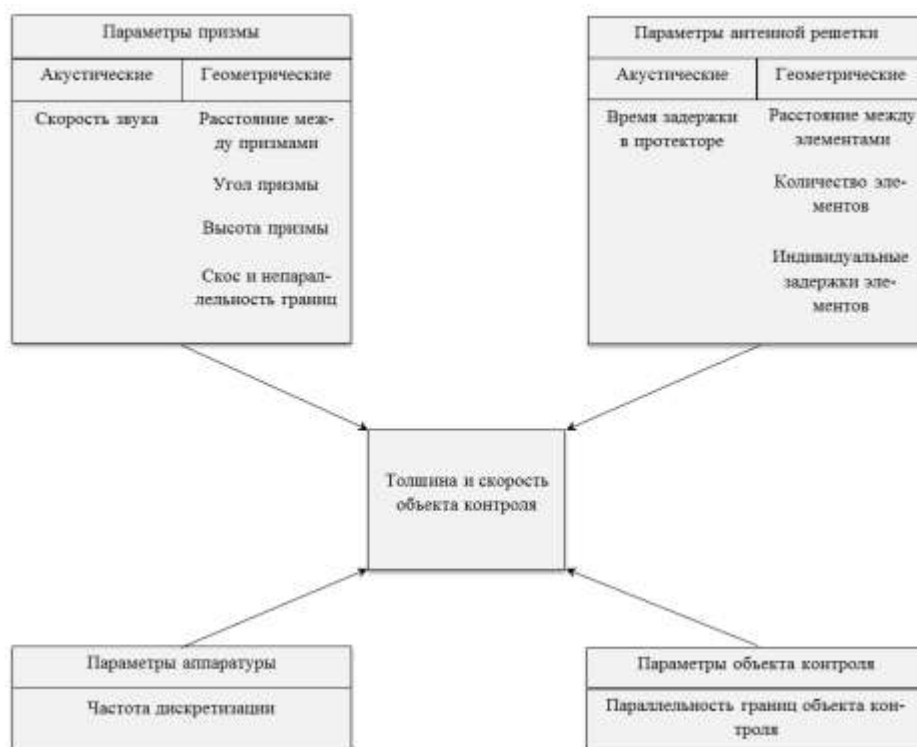 Параметры призмы
Акустические
Геометрические
Скорость звука
Расстояние меж-
ду призмами
Угол призмы
Высота призмы
Скос и непарал-
лельность границ
Параметры антенной решетки
Акустические
Геометрические
Время задержки
в протекторе
Расстояние между
элементами
Количество эле-
ментов
Индивидуальные
задержки эле-
ментов
Толшина и скорость
объекта контроля
Параметры аппаратуры
Частота дискретизации
Параметры объекта контроля
Параллельность границ объекта кон-
троля